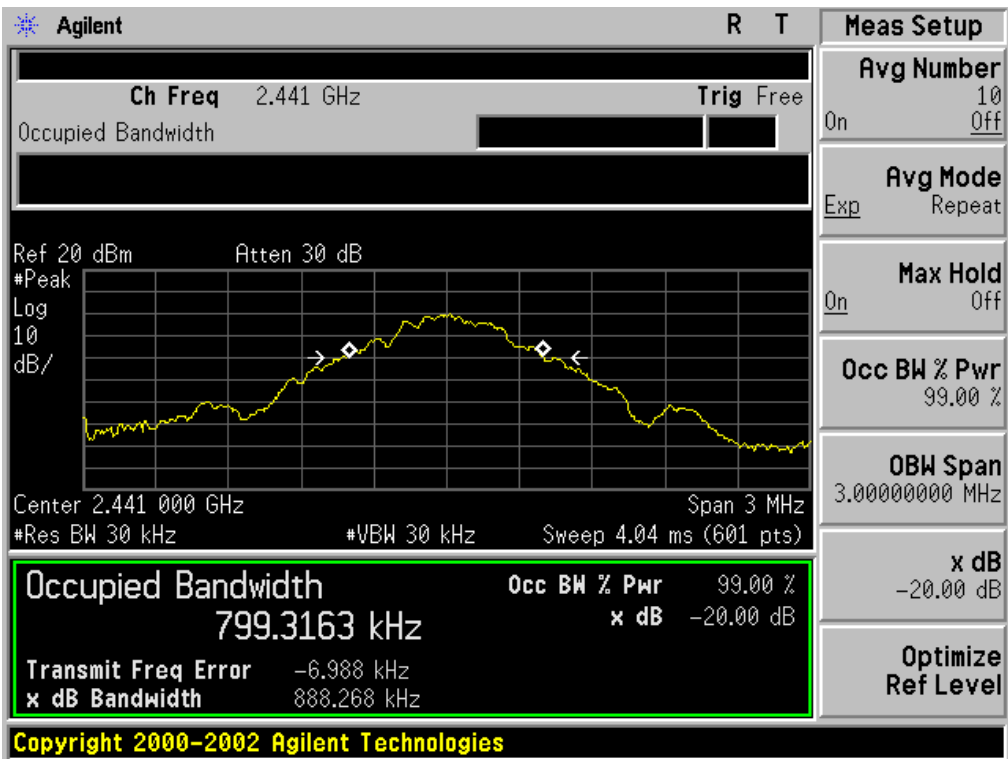 Agilent R T
Ch Freq 2.441 GHz Trig Free
Occupied Bandwidth
Ref 20 dBm Atten 30 dB
#Peak
Log
10
dB/
Center 2.441 000 GHz Span 3 MHz
#Res BW 30 kHz #VBW 30 kHz Sweep 4.04 ms (601 pts)
Occupied Bandwidth Occ BW % Pwr 99.00 %
799.3163 kHz x dB -20.00 dB
Transmit Freq Error -6.988 kHz
x dB Bandwidth 888.268 kHz
Copyright 2000-2002 Agilent Technologies
Meas Setup
Avg Number
10
On Off
Avg Mode
Exp Repeat
Max Hold
On Off
Occ BW % Pwr
99.00 %
OBW Span
3.00000000 MHz
x dB
-20.00 dB
Optimize
Ref Level